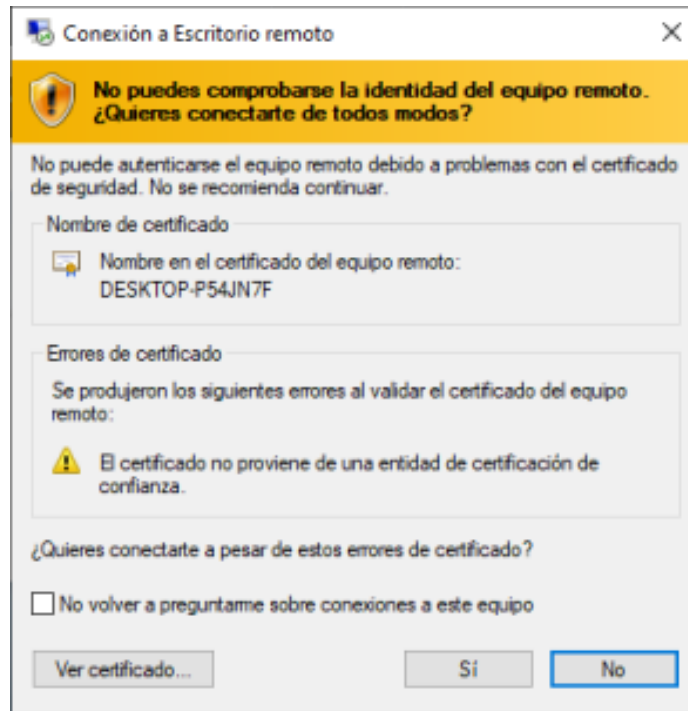 Conexión a Escritorio remoto
No puedes comprobarse la identidad del equipo remoto.
¿Quieres conectarte de todos modos?
No puede autenticarse el equipo remoto debido a problemas con el certificado
de seguridad. No se recomienda continuar.
Nombre de certificado
Nombre en el certificado del equipo remoto:
DESKTOP-P54JN7F
Errores de certificado
Se produjeron los siguientes errores al validar el certificado del equipo
remoto:
El certificado no proviene de una entidad de certificación de
confianza.
¿Quieres conectarte a pesar de estos errores de certificado?
No volver a preguntarme sobre conexiones a este equipo
Ver certificado...
Sí
No